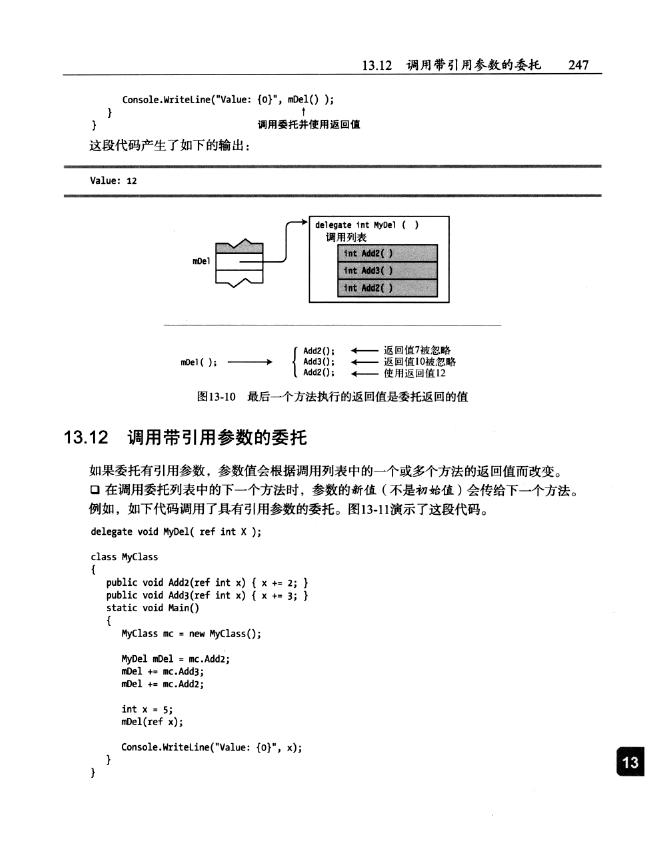 13.12 调用带引用参数的委托 247
Console.WriteLine("Value: {0}", mDel() );
}
}
调用委托并使用返回值
这段代码产生了如下的输出：
Value: 12
delegate int MyDel ( )
调用列表
mDel
int Add2( )
int Add3( )
int Add2( )
mDel( );
Add2(); 返回值7被忽略
Add3(); 返回值10被忽略
Add2(); 使用返回值12
图13-10 最后一个方法执行的返回值是委托返回的值
13.12 调用带引用参数的委托
如果委托有引用参数，参数值会根据调用列表中的一个或多个方法的返回值而改变。
在调用委托列表中的下一个方法时，参数的新值（不是初始值）会传给下一个方法。
例如，如下代码调用了具有引用参数的委托。图13-11演示了这段代码。
delegate void MyDel( ref int X );
class MyClass
{
public void Add2(ref int x) { x += 2; }
public void Add3(ref int x) { x += 3; }
static void Main()
{
MyClass mc = new MyClass();
MyDel mDel = mc.Add2;
mDel += mc.Add3;
mDel += mc.Add2;
int x = 5;
mDel(ref x);
Console.WriteLine("Value: {0}", x);
}
}
13